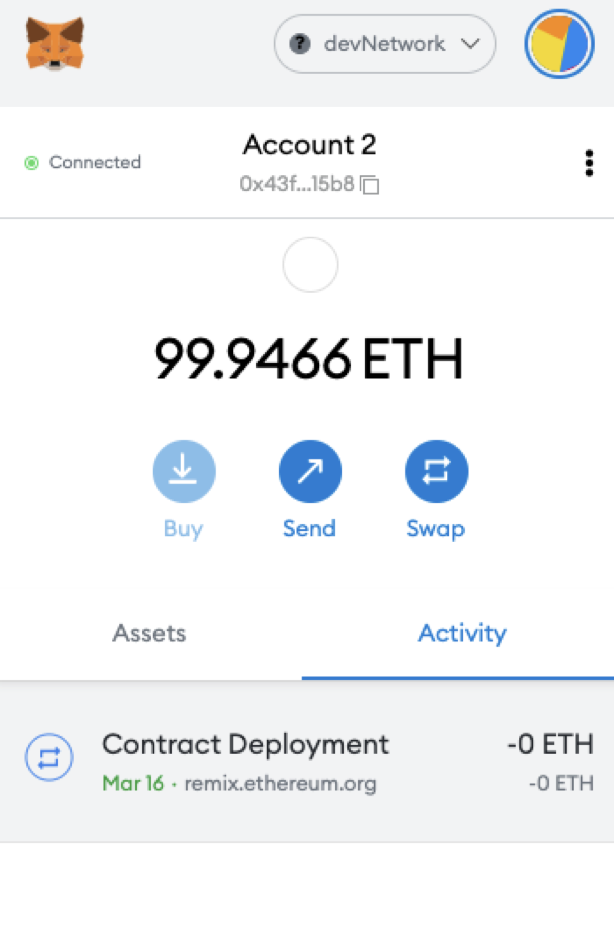 ? devNetwork
Connected
Account 2
0x43f...15b8
99.9466 ETH
Buy Send Swap
Assets Activity
Contract Deployment -0 ETH
Mar 16 · remix.ethereum.org -0 ETH